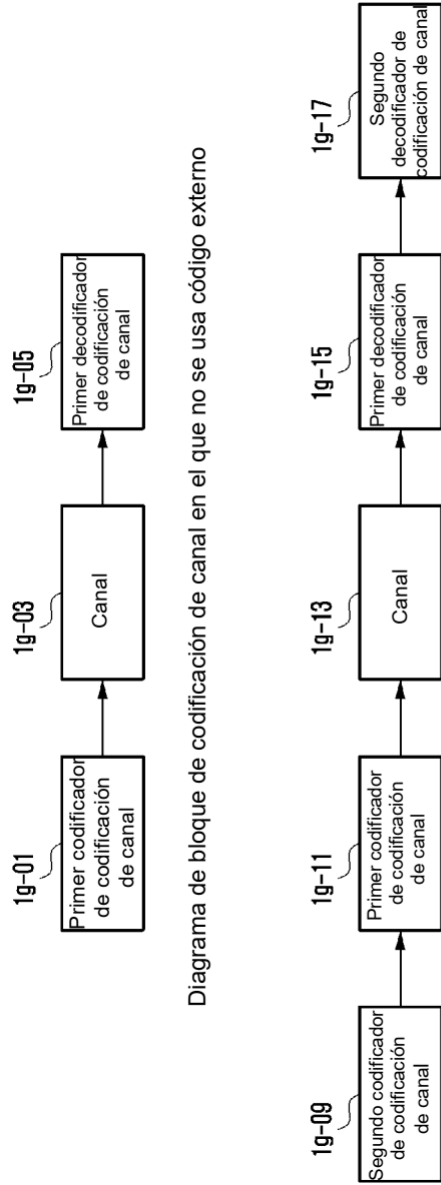 1g-01
Primer codificador
de codificación
de canal
1g-03
Canal
1g-05
Primer decodificador
de codificación
de canal
Diagrama de bloque de codificación de canal en el que no se usa código externo
1g-09
Segundo codificador
de codificación
de canal
1g-11
Primer codificador
de codificación
de canal
1g-13
Canal
1g-15
Primer decodificador
de codificación
de canal
1g-17
Segundo
decodificador de
codificación de canal